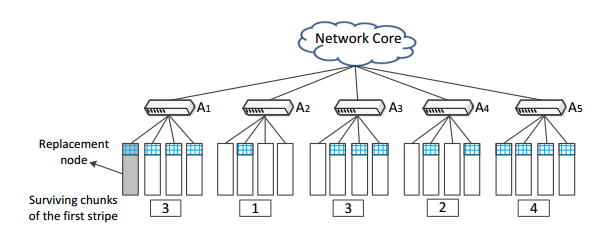 Network Core
A1 A2 A3 A4 A5
Replacement
node
Surviving chunks
of the first stripe
3 1 3 2 4